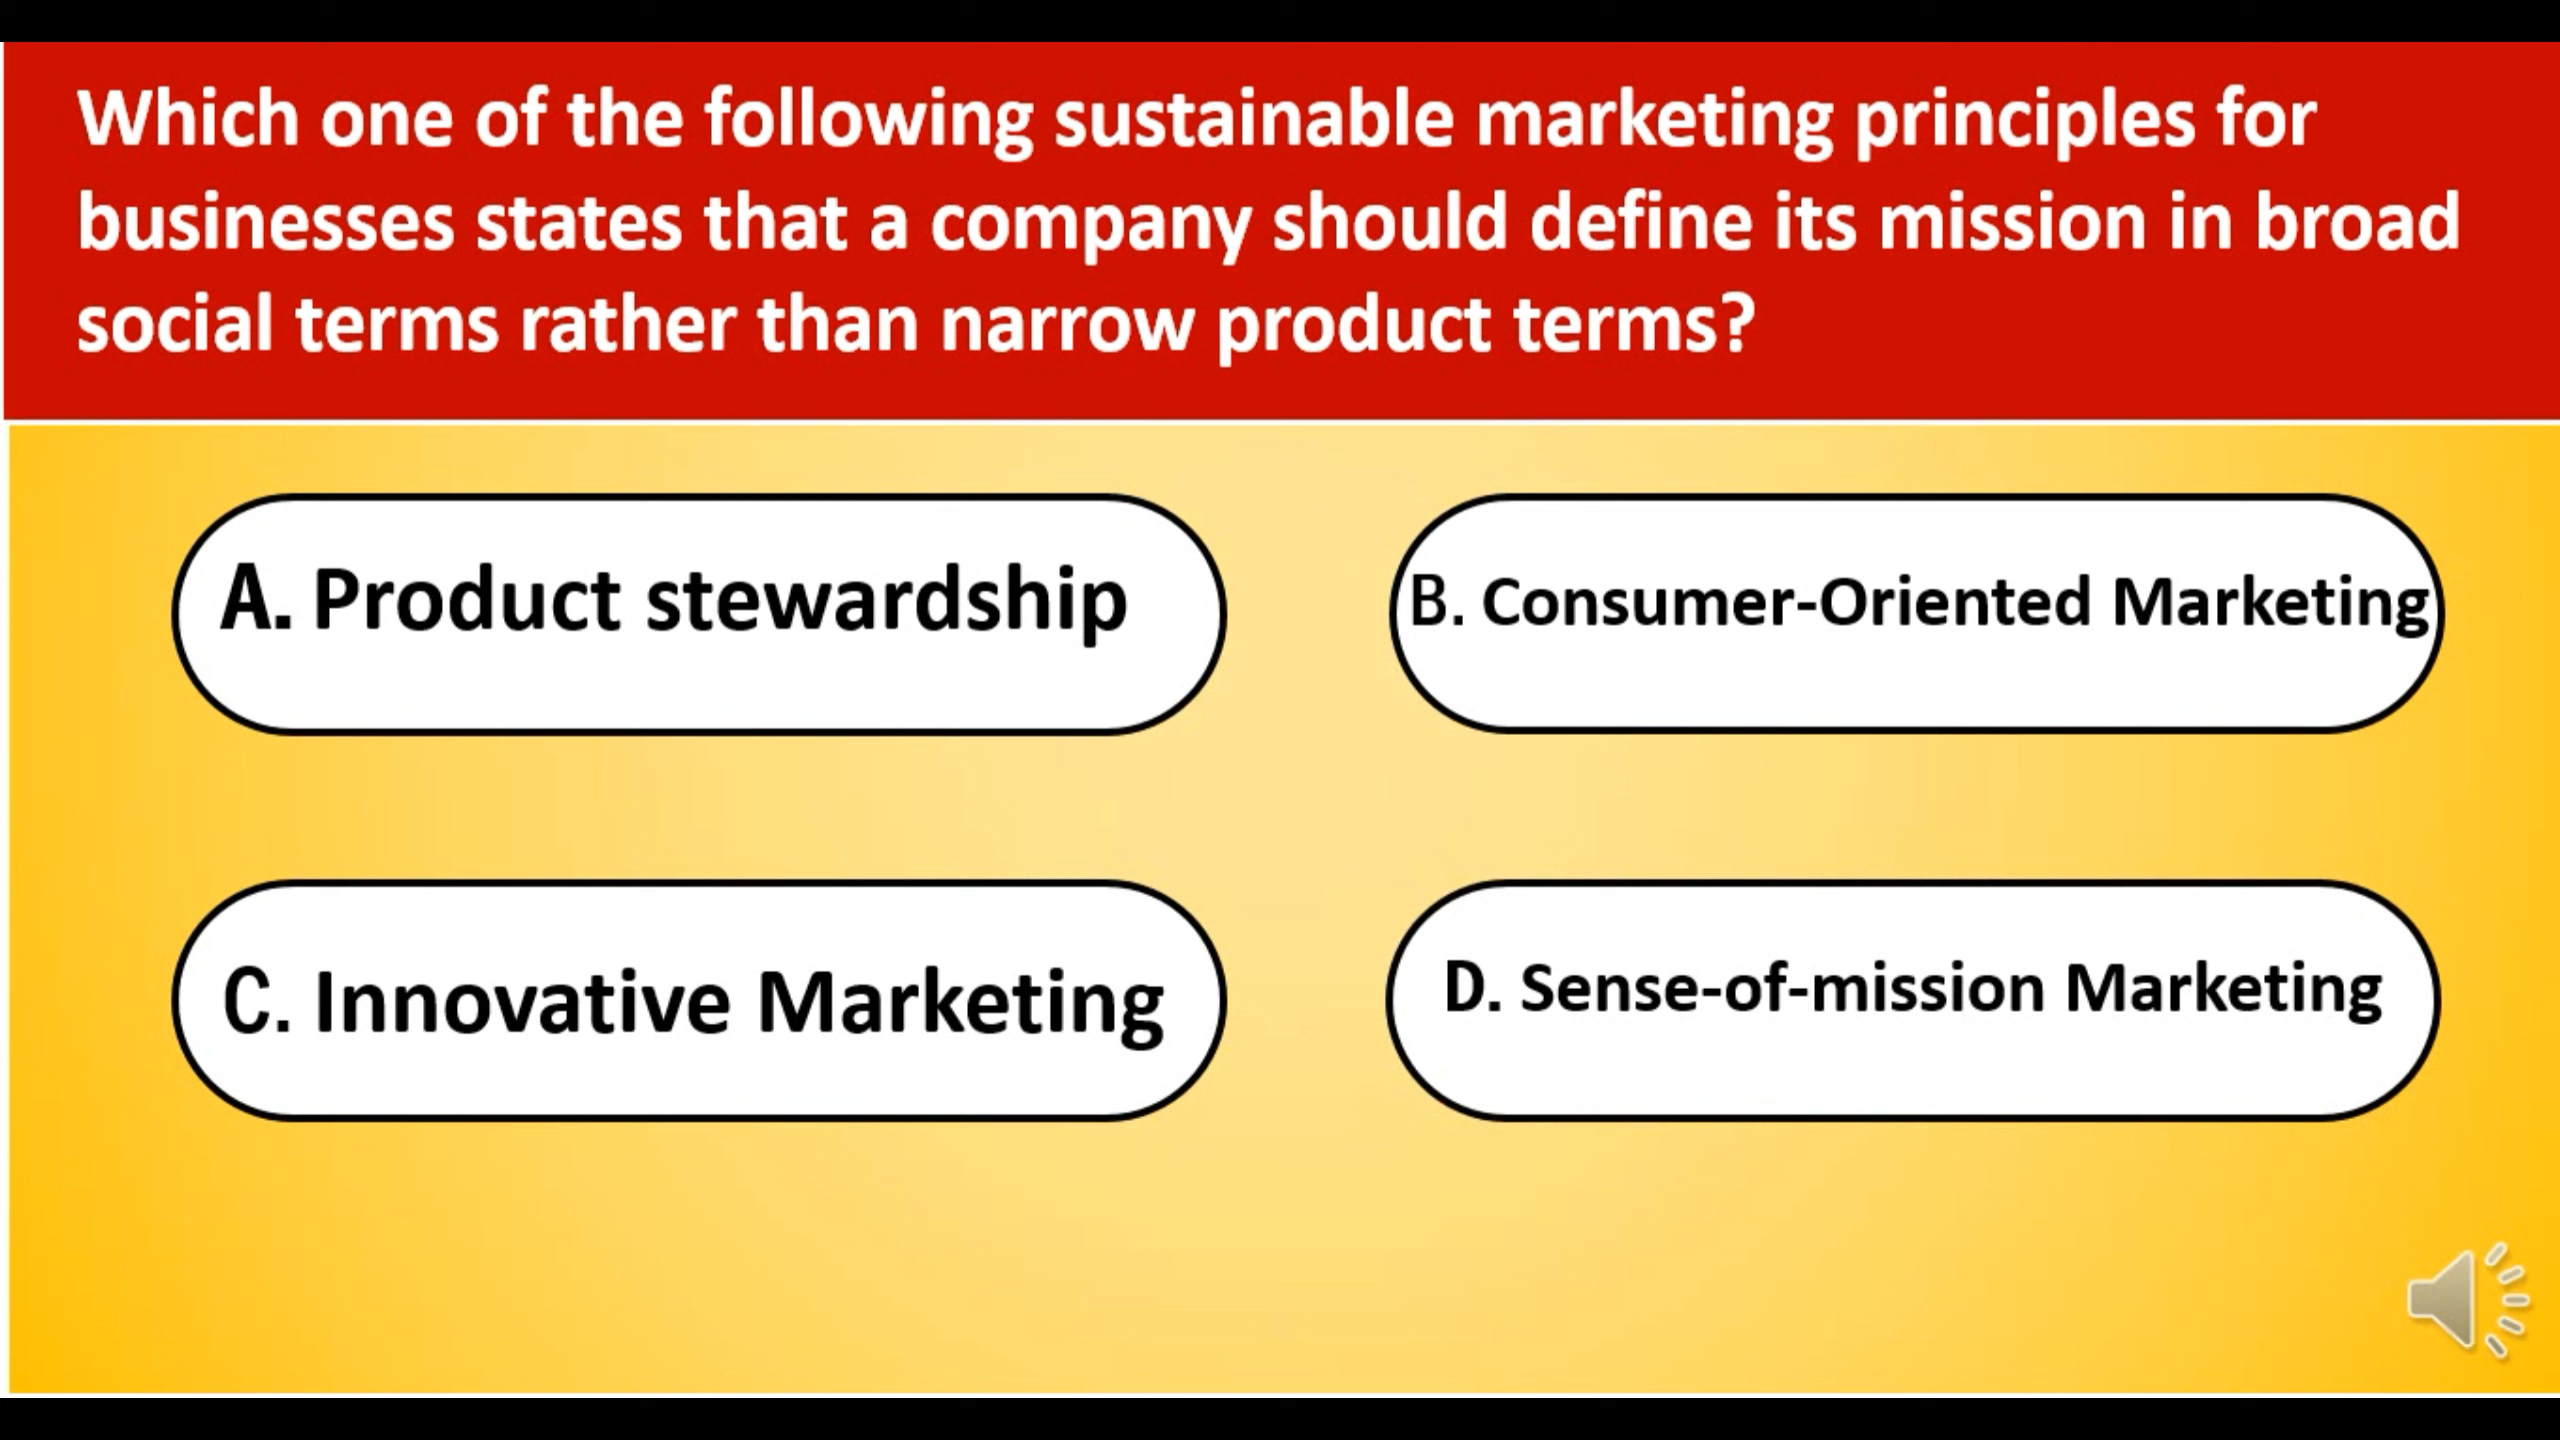 Which one of the following sustainable marketing principles for
businesses states that a company should define its mission in broad
social terms rather than narrow product terms?
A. Product stewardship
B. Consumer-Oriented Marketing
C. Innovative Marketing
D. Sense-of-mission Marketing